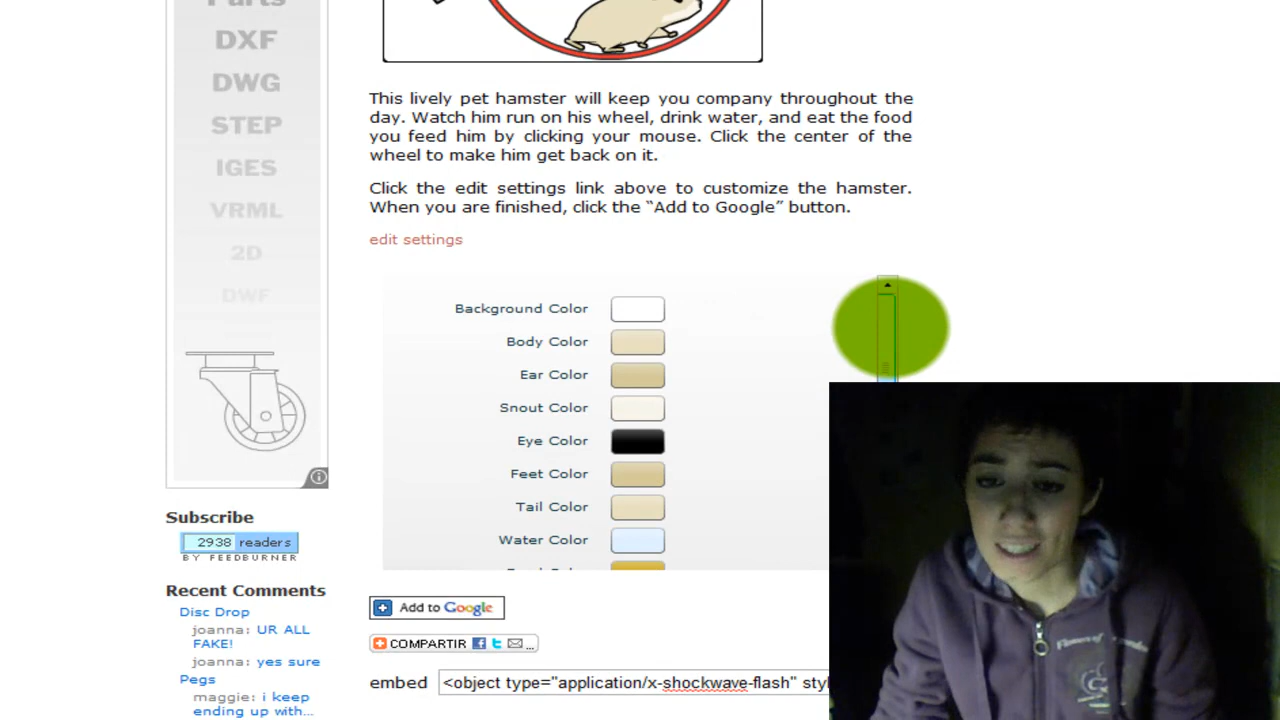 DXF
DWG
STEP
IGES
VRML
2D
DWF
Subscribe
2938 readers
BY FEEDBURNER
Recent Comments
Disc Drop
joanna: UR ALL
FAKE!
joanna: yes sure
Pegs
maggie: i keep
ending up with...
This lively pet hamster will keep you company throughout the
day. Watch him run on his wheel, drink water, and eat the food
you feed him by clicking your mouse. Click the center of the
wheel to make him get back on it.
Click the edit settings link above to customize the hamster.
When you are finished, click the “Add to Google” button.
edit settings
Background Color
Body Color
Ear Color
Snout Color
Eye Color
Feet Color
Tail Color
Water Color
Add to Google
COMPARTIR ...
embed <object type="application/x-shockwave-flash" styl